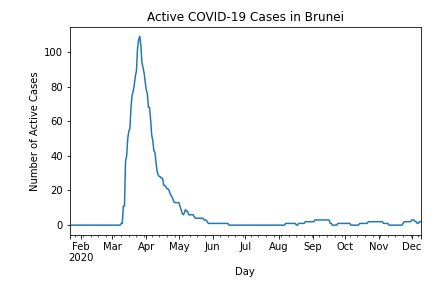 Active COVID-19 Cases in Brunei
Number of Active Cases
100
80
60
40
20
0
Feb Mar Apr May Jun Jul Aug Sep Oct Nov Dec
2020
Day